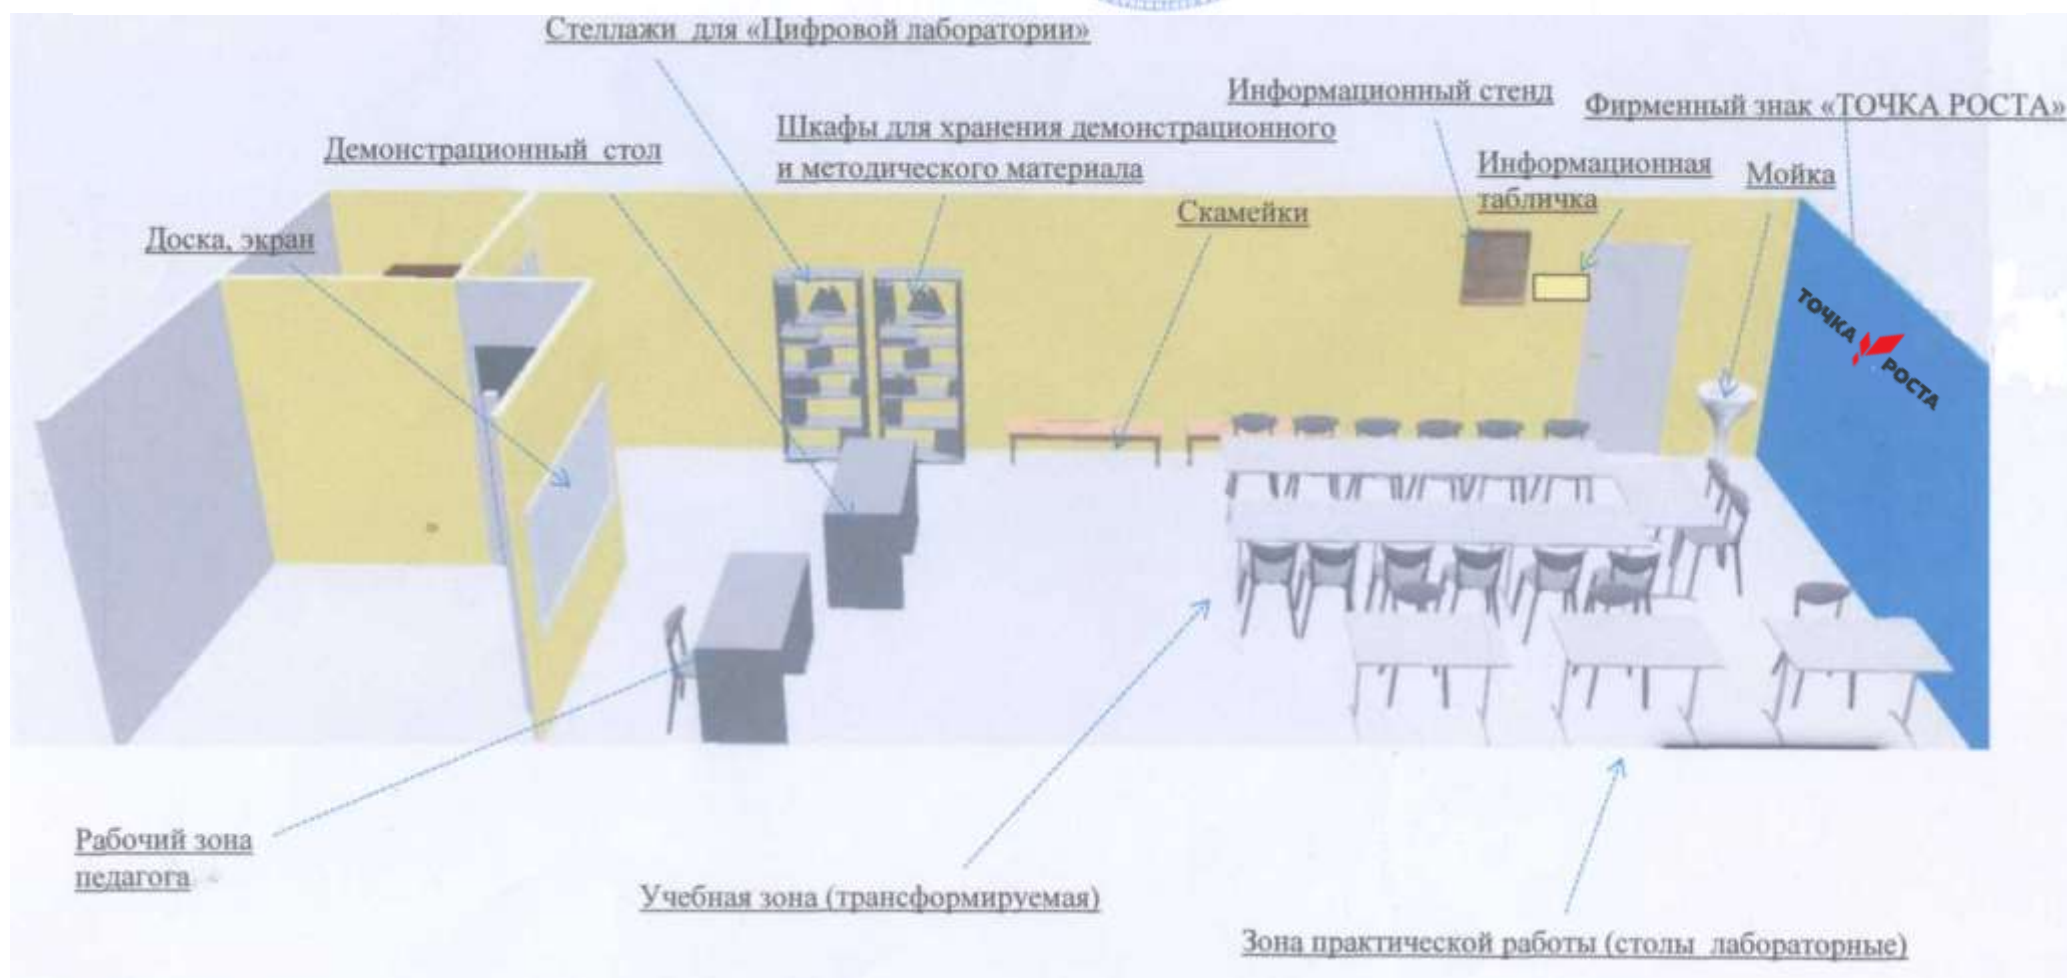 Стеллажи для «Цифровой лаборатории»
Информационный стенд
Фирменный знак «ТОЧКА РОСТА»
Шкафы для хранения демонстрационного
и методического материала
Демонстрационный стол
Информационная
табличка
Мойка
Скамейки
Доска, экран
ТОЧКА
РОСТА
Рабочий зона
педагога
Учебная зона (трансформируемая)
Зона практической работы (столы лабораторные)